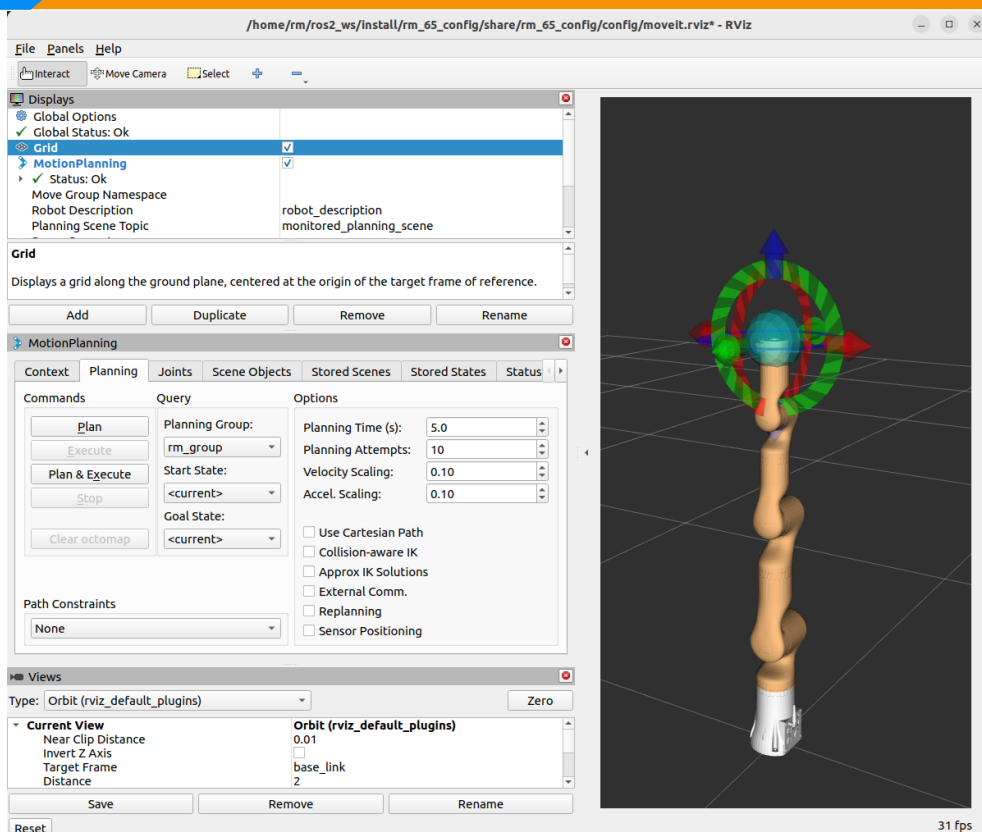 /home/rm/ros2_ws/install/rm_65_config/share/rm_65_config/config/moveit.rviz* - RViz
File Panels Help
Interact Move Camera Select
Displays
Global Options
Global Status: Ok
Grid
MotionPlanning
Status: Ok
Move Group Namespace
Robot Description robot_description
Planning Scene Topic monitored_planning_scene
Grid
Displays a grid along the ground plane, centered at the origin of the target frame of reference.
Add Duplicate Remove Rename
MotionPlanning
Context Planning Joints Scene Objects Stored Scenes Stored States Status
Commands Query Options
Plan Planning Group: Planning Time (s): 5.0
Execute rm_group Planning Attempts: 10
Plan & Execute Start State: Velocity Scaling: 0.10
Stop <current> Accel. Scaling: 0.10
Goal State:
Clear octomap <current> Use Cartesian Path
Collision-aware IK
Approx IK Solutions
External Comm.
Path Constraints Replanning
None Sensor Positioning
Views
Type: Orbit (rviz_default_plugins) Zero
Current View Orbit (rviz_default_plugins)
Near Clip Distance 0.01
Invert Z Axis
Target Frame base_link
Distance 2
Save Remove Rename
Reset 31 fps